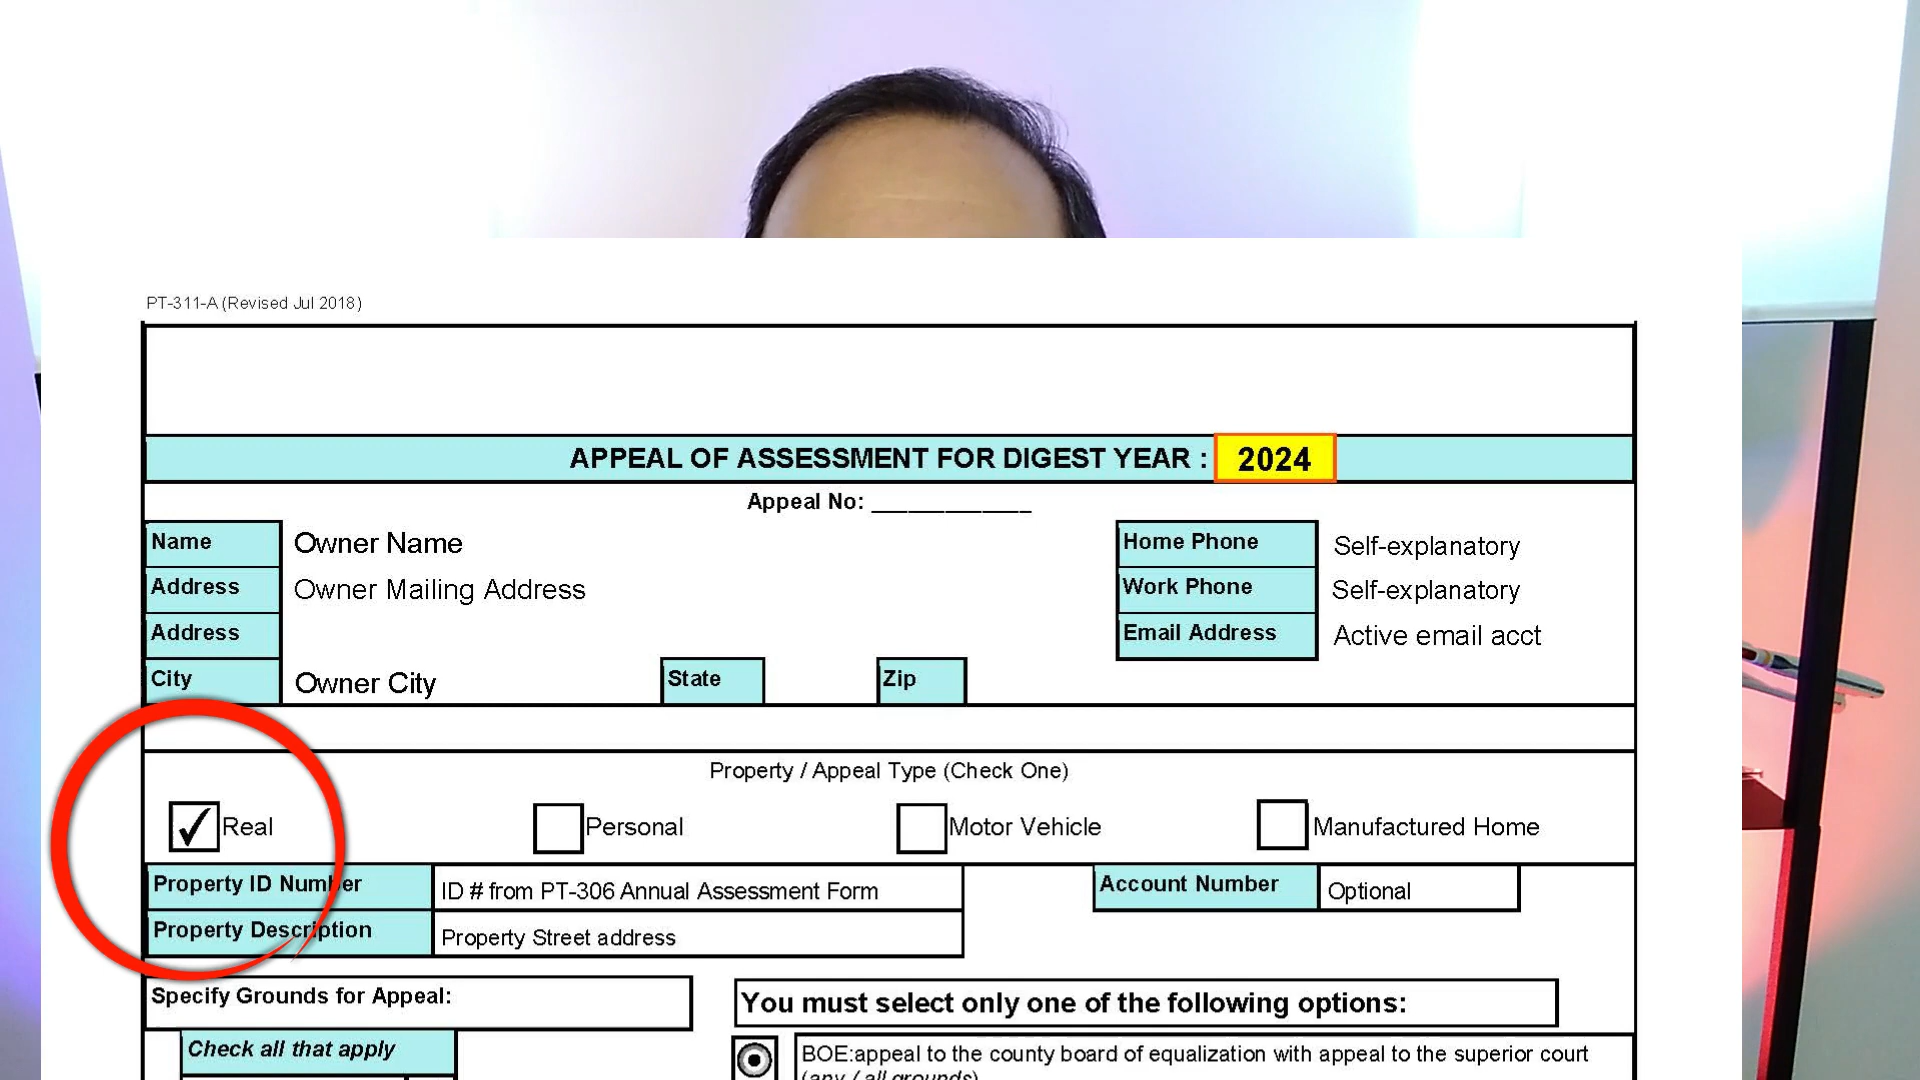 PT-311-A (Revised Jul 2018)
APPEAL OF ASSESSMENT FOR DIGEST YEAR : 2024
Appeal No: _____________
Name Owner Name Home Phone Self-explanatory
Address Owner Mailing Address Work Phone Self-explanatory
Address Email Address Active email acct
City Owner City State Zip
Property / Appeal Type (Check One)
Real Personal Motor Vehicle Manufactured Home
Property ID Number ID # from PT-306 Annual Assessment Form Account Number Optional
Property Description Property Street address
Specify Grounds for Appeal: You must select only one of the following options:
Check all that apply BOE:appeal to the county board of equalization with appeal to the superior court
(any / all grounds)